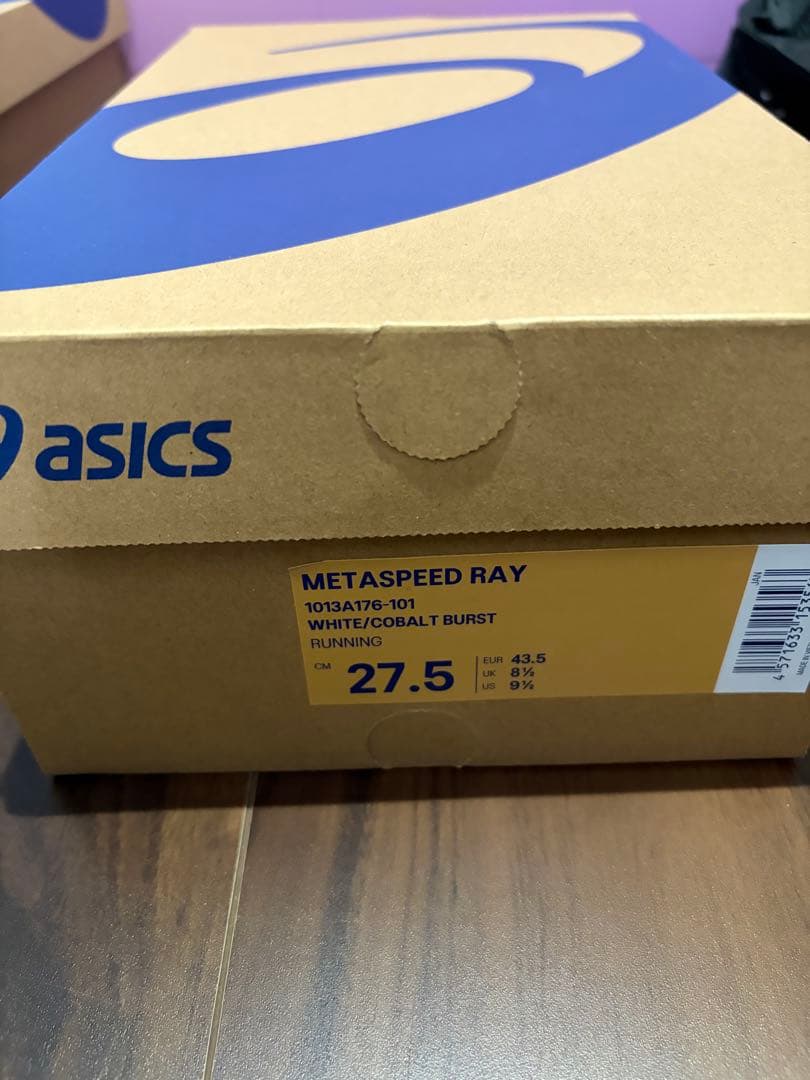 asics
METASPEED RAY
1013A176-101
WHITE/COBALT BURST
RUNNING
CM 27.5
EUR 43.5
UK 8½
US 9½
JAN